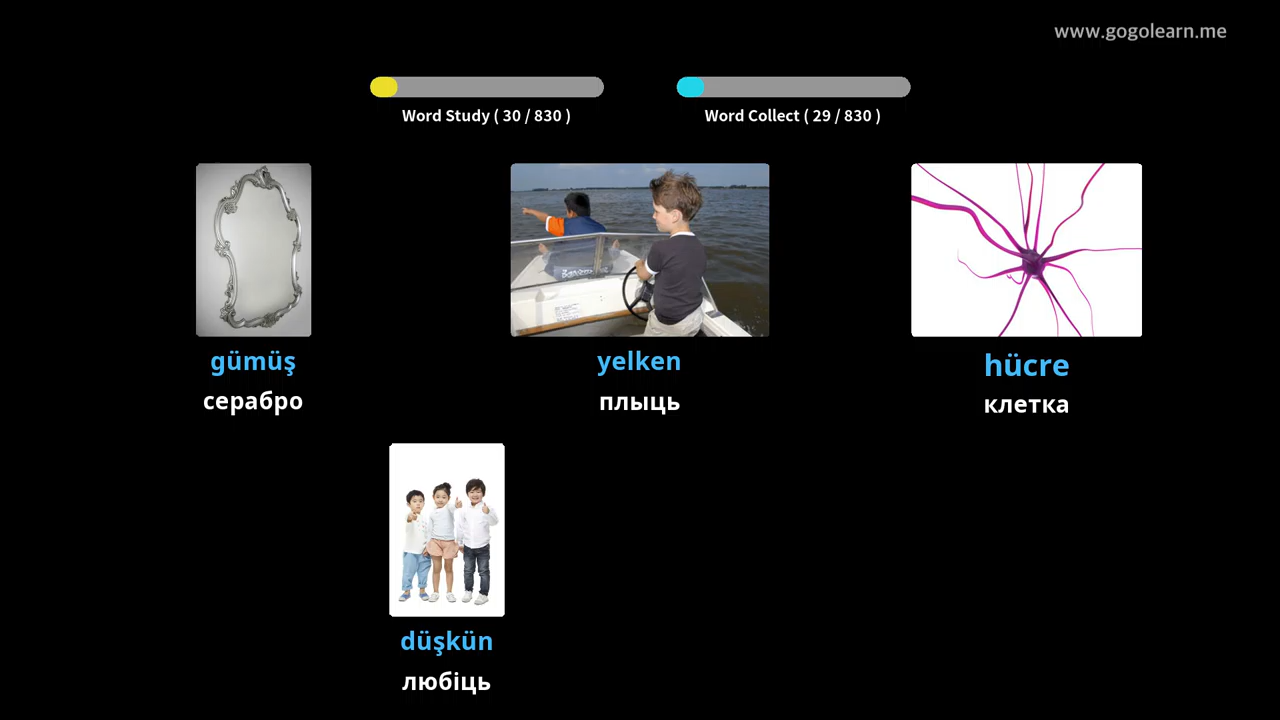 www.gogolearn.me
Word Study ( 30 / 830 )
Word Collect ( 29 / 830 )
gümüş
yelken
hücre
серабро
плыць
клетка
düşkün
любіць